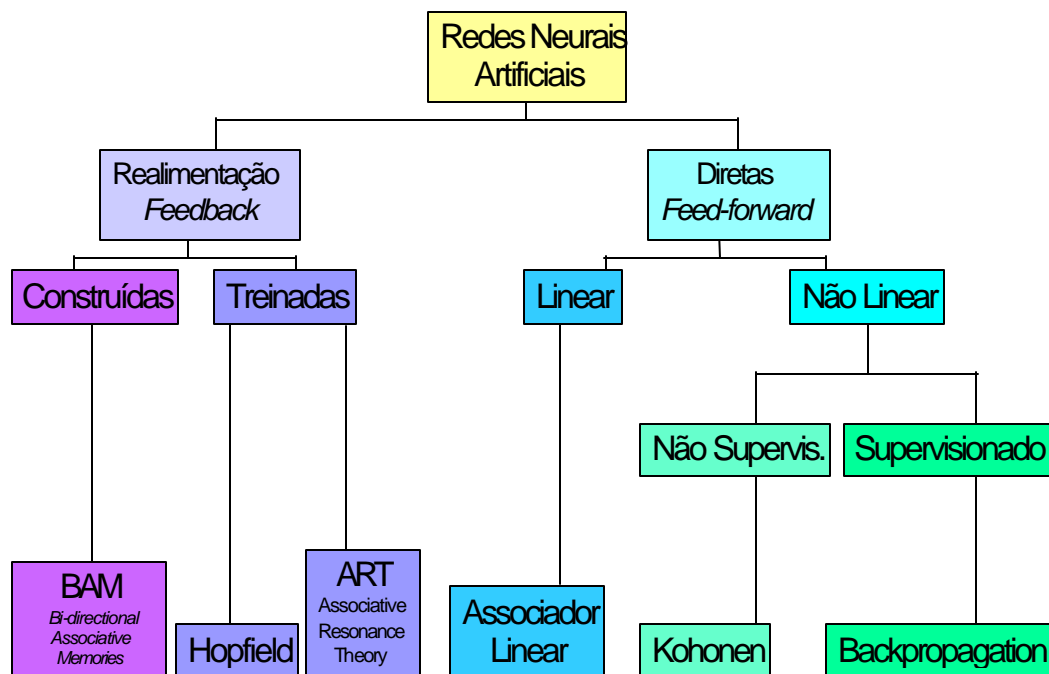 Redes Neurais
Artificiais
Realimentação
Feedback
Diretas
Feed-forward
Construídas
Treinadas
Linear
Não Linear
Não Supervis.
Supervisionado
BAM
Bi-directional
Associative
Memories
Hopfield
ART
Associative
Resonance
Theory
Associador
Linear
Kohonen
Backpropagation